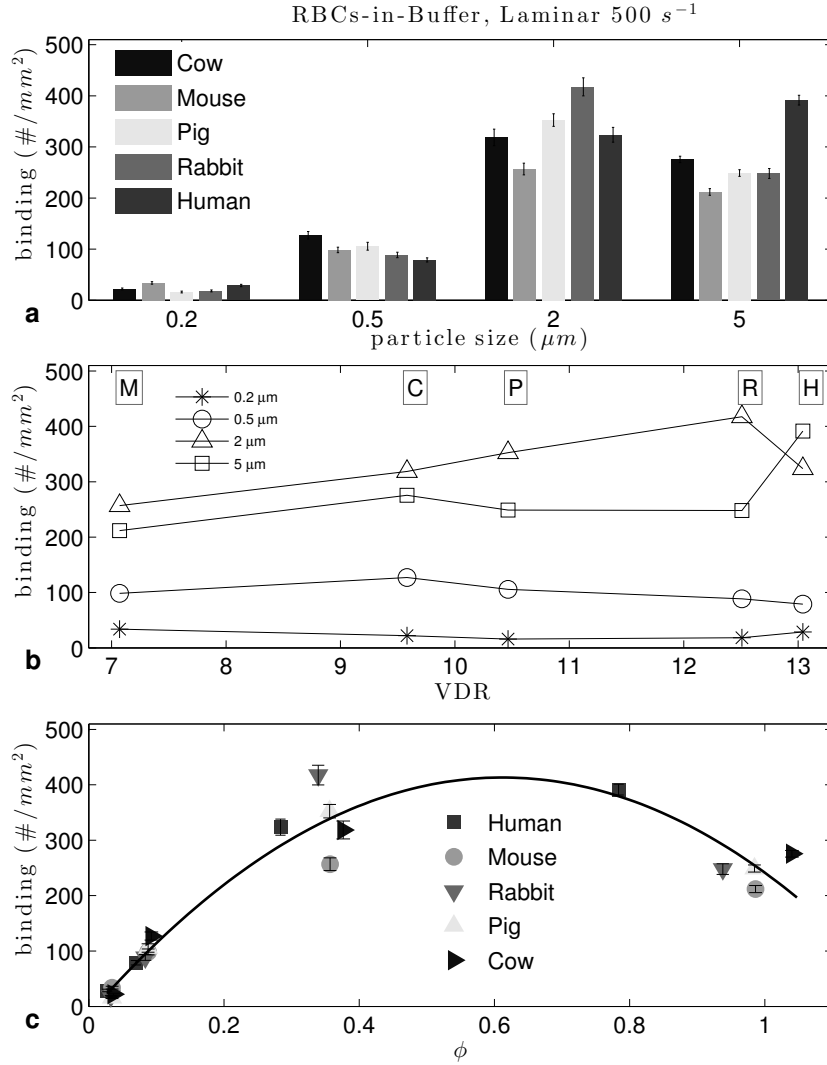 RBCs-in-Buffer, Laminar 500 s⁻¹
binding (#/mm²)
500
400
300
200
100
0
Cow
Mouse
Pig
Rabbit
Human
0.2 0.5 2 5
particle size (μm)
a
binding (#/mm²)
500
400
300
200
100
0
M C P R H
0.2 μm
0.5 μm
2 μm
5 μm
7 8 9 10 11 12 13
VDR
b
binding (#/mm²)
500
400
300
200
100
0
Human
Mouse
Rabbit
Pig
Cow
0 0.2 0.4 0.6 0.8 1
ϕ
c